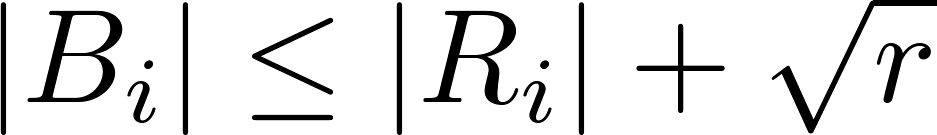 |B_i| ≤ |R_i| + √r